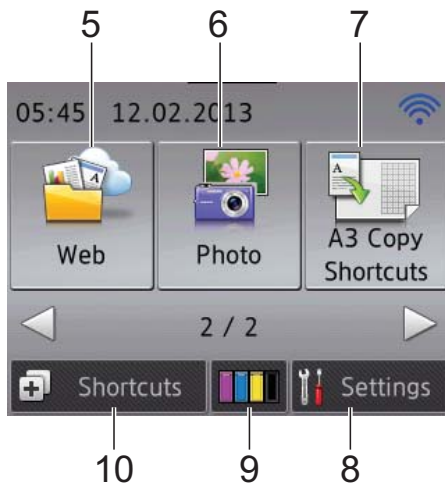 5 6 7
05:45 12.02.2013
A
A
Web Photo A3 Copy Shortcuts
2 / 2
Shortcuts Settings
10 9 8